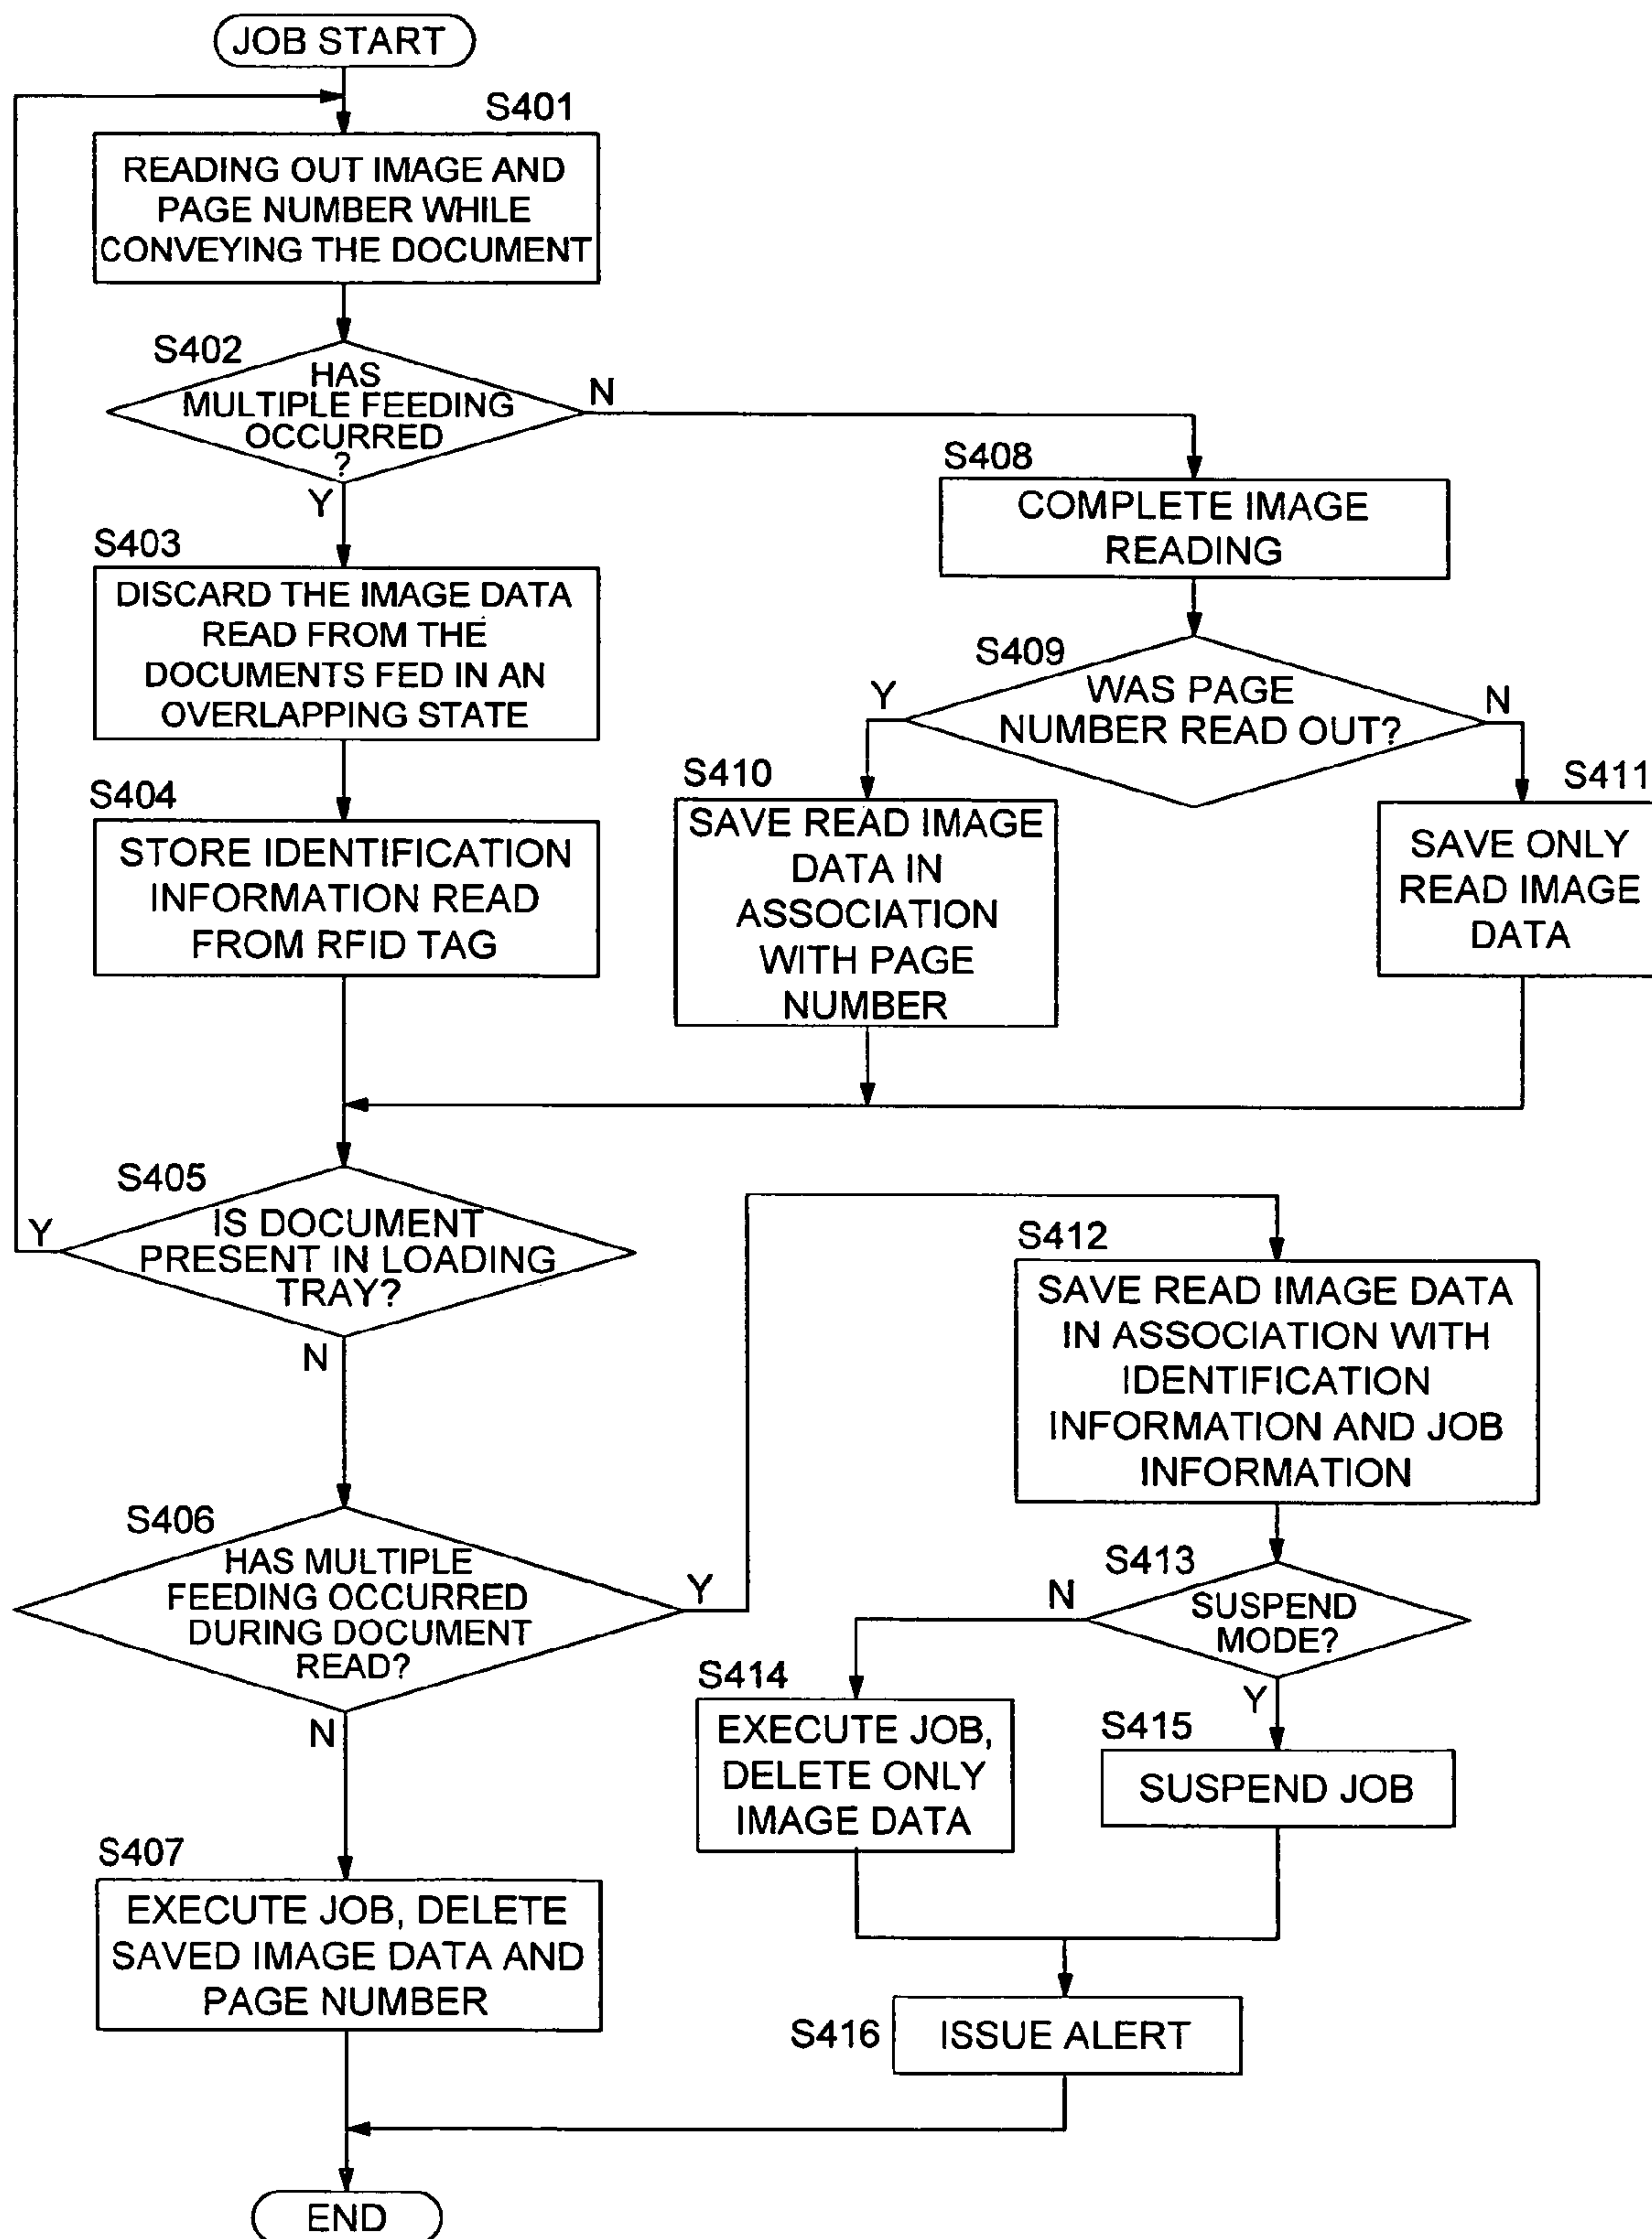 JOB START
S401
READING OUT IMAGE AND
PAGE NUMBER WHILE
CONVEYING THE DOCUMENT
S402
HAS
MULTIPLE FEEDING
OCCURRED
?
N
Y
S403
DISCARD THE IMAGE DATA
READ FROM THE
DOCUMENTS FED IN AN
OVERLAPPING STATE
S404
STORE IDENTIFICATION
INFORMATION READ
FROM RFID TAG
S408
COMPLETE IMAGE
READING
S409
WAS PAGE
NUMBER READ OUT?
Y
N
S410
SAVE READ IMAGE
DATA IN
ASSOCIATION
WITH PAGE
NUMBER
S411
SAVE ONLY
READ IMAGE
DATA
S405
IS DOCUMENT
PRESENT IN LOADING
TRAY?
Y
N
S406
HAS MULTIPLE
FEEDING OCCURRED
DURING DOCUMENT
READ?
Y
N
S407
EXECUTE JOB, DELETE
SAVED IMAGE DATA AND
PAGE NUMBER
S412
SAVE READ IMAGE DATA
IN ASSOCIATION WITH
IDENTIFICATION
INFORMATION AND JOB
INFORMATION
S413
SUSPEND
MODE?
N
Y
S414
EXECUTE JOB,
DELETE ONLY
IMAGE DATA
S415
SUSPEND JOB
S416
ISSUE ALERT
END